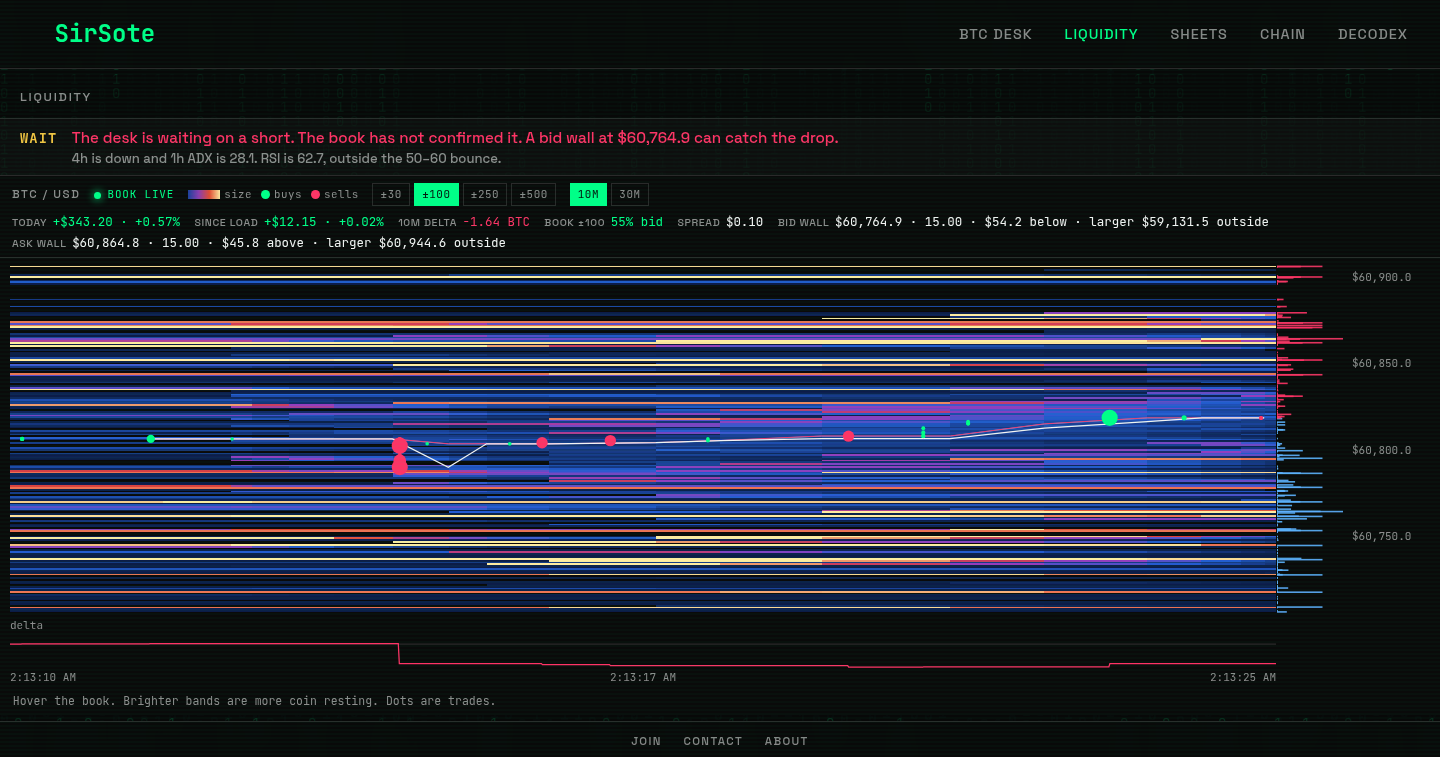 SirSote
BTC DESK LIQUIDITY SHEETS CHAIN DECODEX
LIQUIDITY
WAIT The desk is waiting on a short. The book has not confirmed it. A bid wall at $60,764.9 can catch the drop.
4h is down and 1h ADX is 28.1. RSI is 62.7, outside the 50–60 bounce.
BTC / USD BOOK LIVE size buys sells ±30 ±100 ±250 ±500 10M 30M
TODAY +$343.20 · +0.57% SINCE LOAD +$12.15 · +0.02% 10M DELTA -1.64 BTC BOOK ±100 55% bid SPREAD $0.10 BID WALL $60,764.9 · 15.00 · $54.2 below · larger $59,131.5 outside
ASK WALL $60,864.8 · 15.00 · $45.8 above · larger $60,944.6 outside
$60,900.0
$60,850.0
$60,800.0
$60,750.0
delta
2:13:10 AM 2:13:17 AM 2:13:25 AM
Hover the book. Brighter bands are more coin resting. Dots are trades.
JOIN CONTACT ABOUT